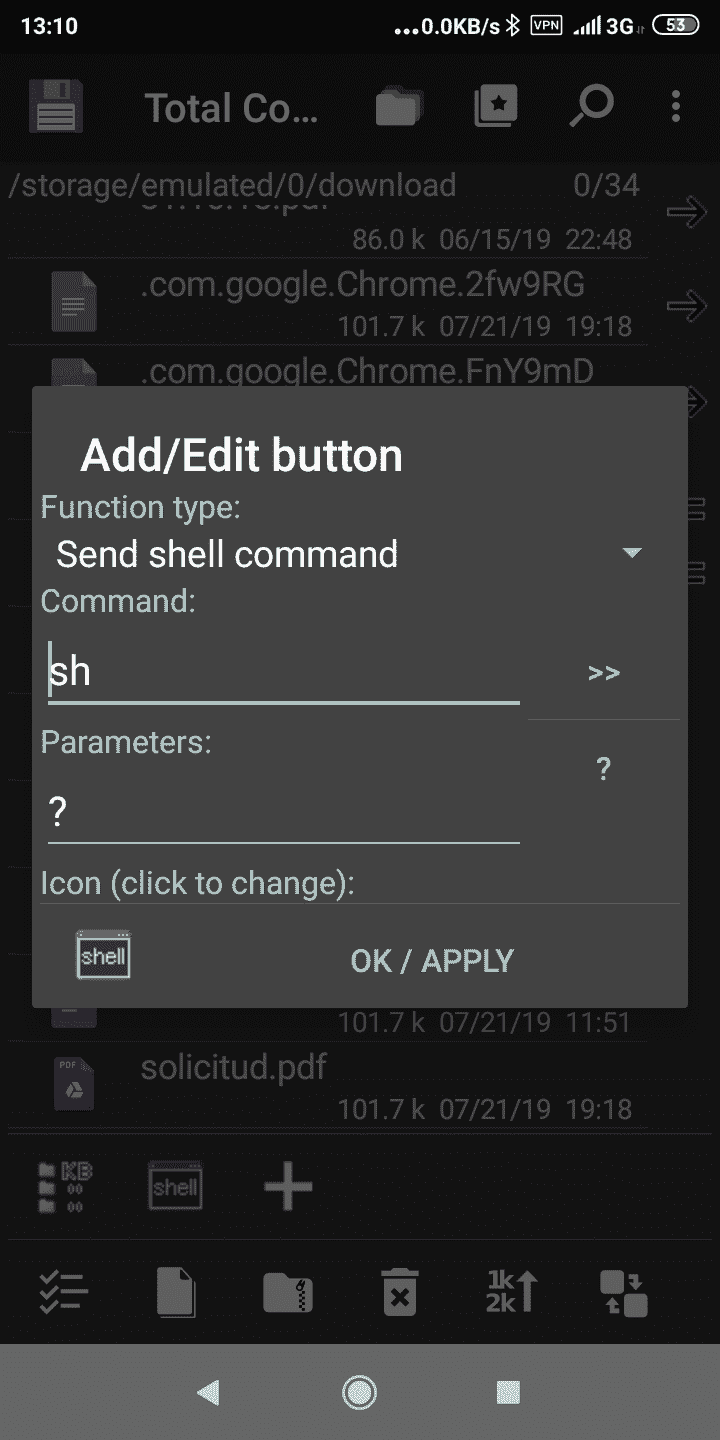 13:10 ...0.0KB/s VPN 3G 53
Total Co...
/storage/emulated/0/download 0/34
86.0 k 06/15/19 22:48
.com.google.Chrome.2fw9RG
101.7 k 07/21/19 19:18
.com.google.Chrome.FnY9mD
Add/Edit button
Function type:
Send shell command
Command:
sh >>
Parameters:
?
?
Icon (click to change):
shell OK / APPLY
101.7 k 07/21/19 11:51
PDF solicitud.pdf
101.7 k 07/21/19 19:18
KB
00
00
shell
1k
2k